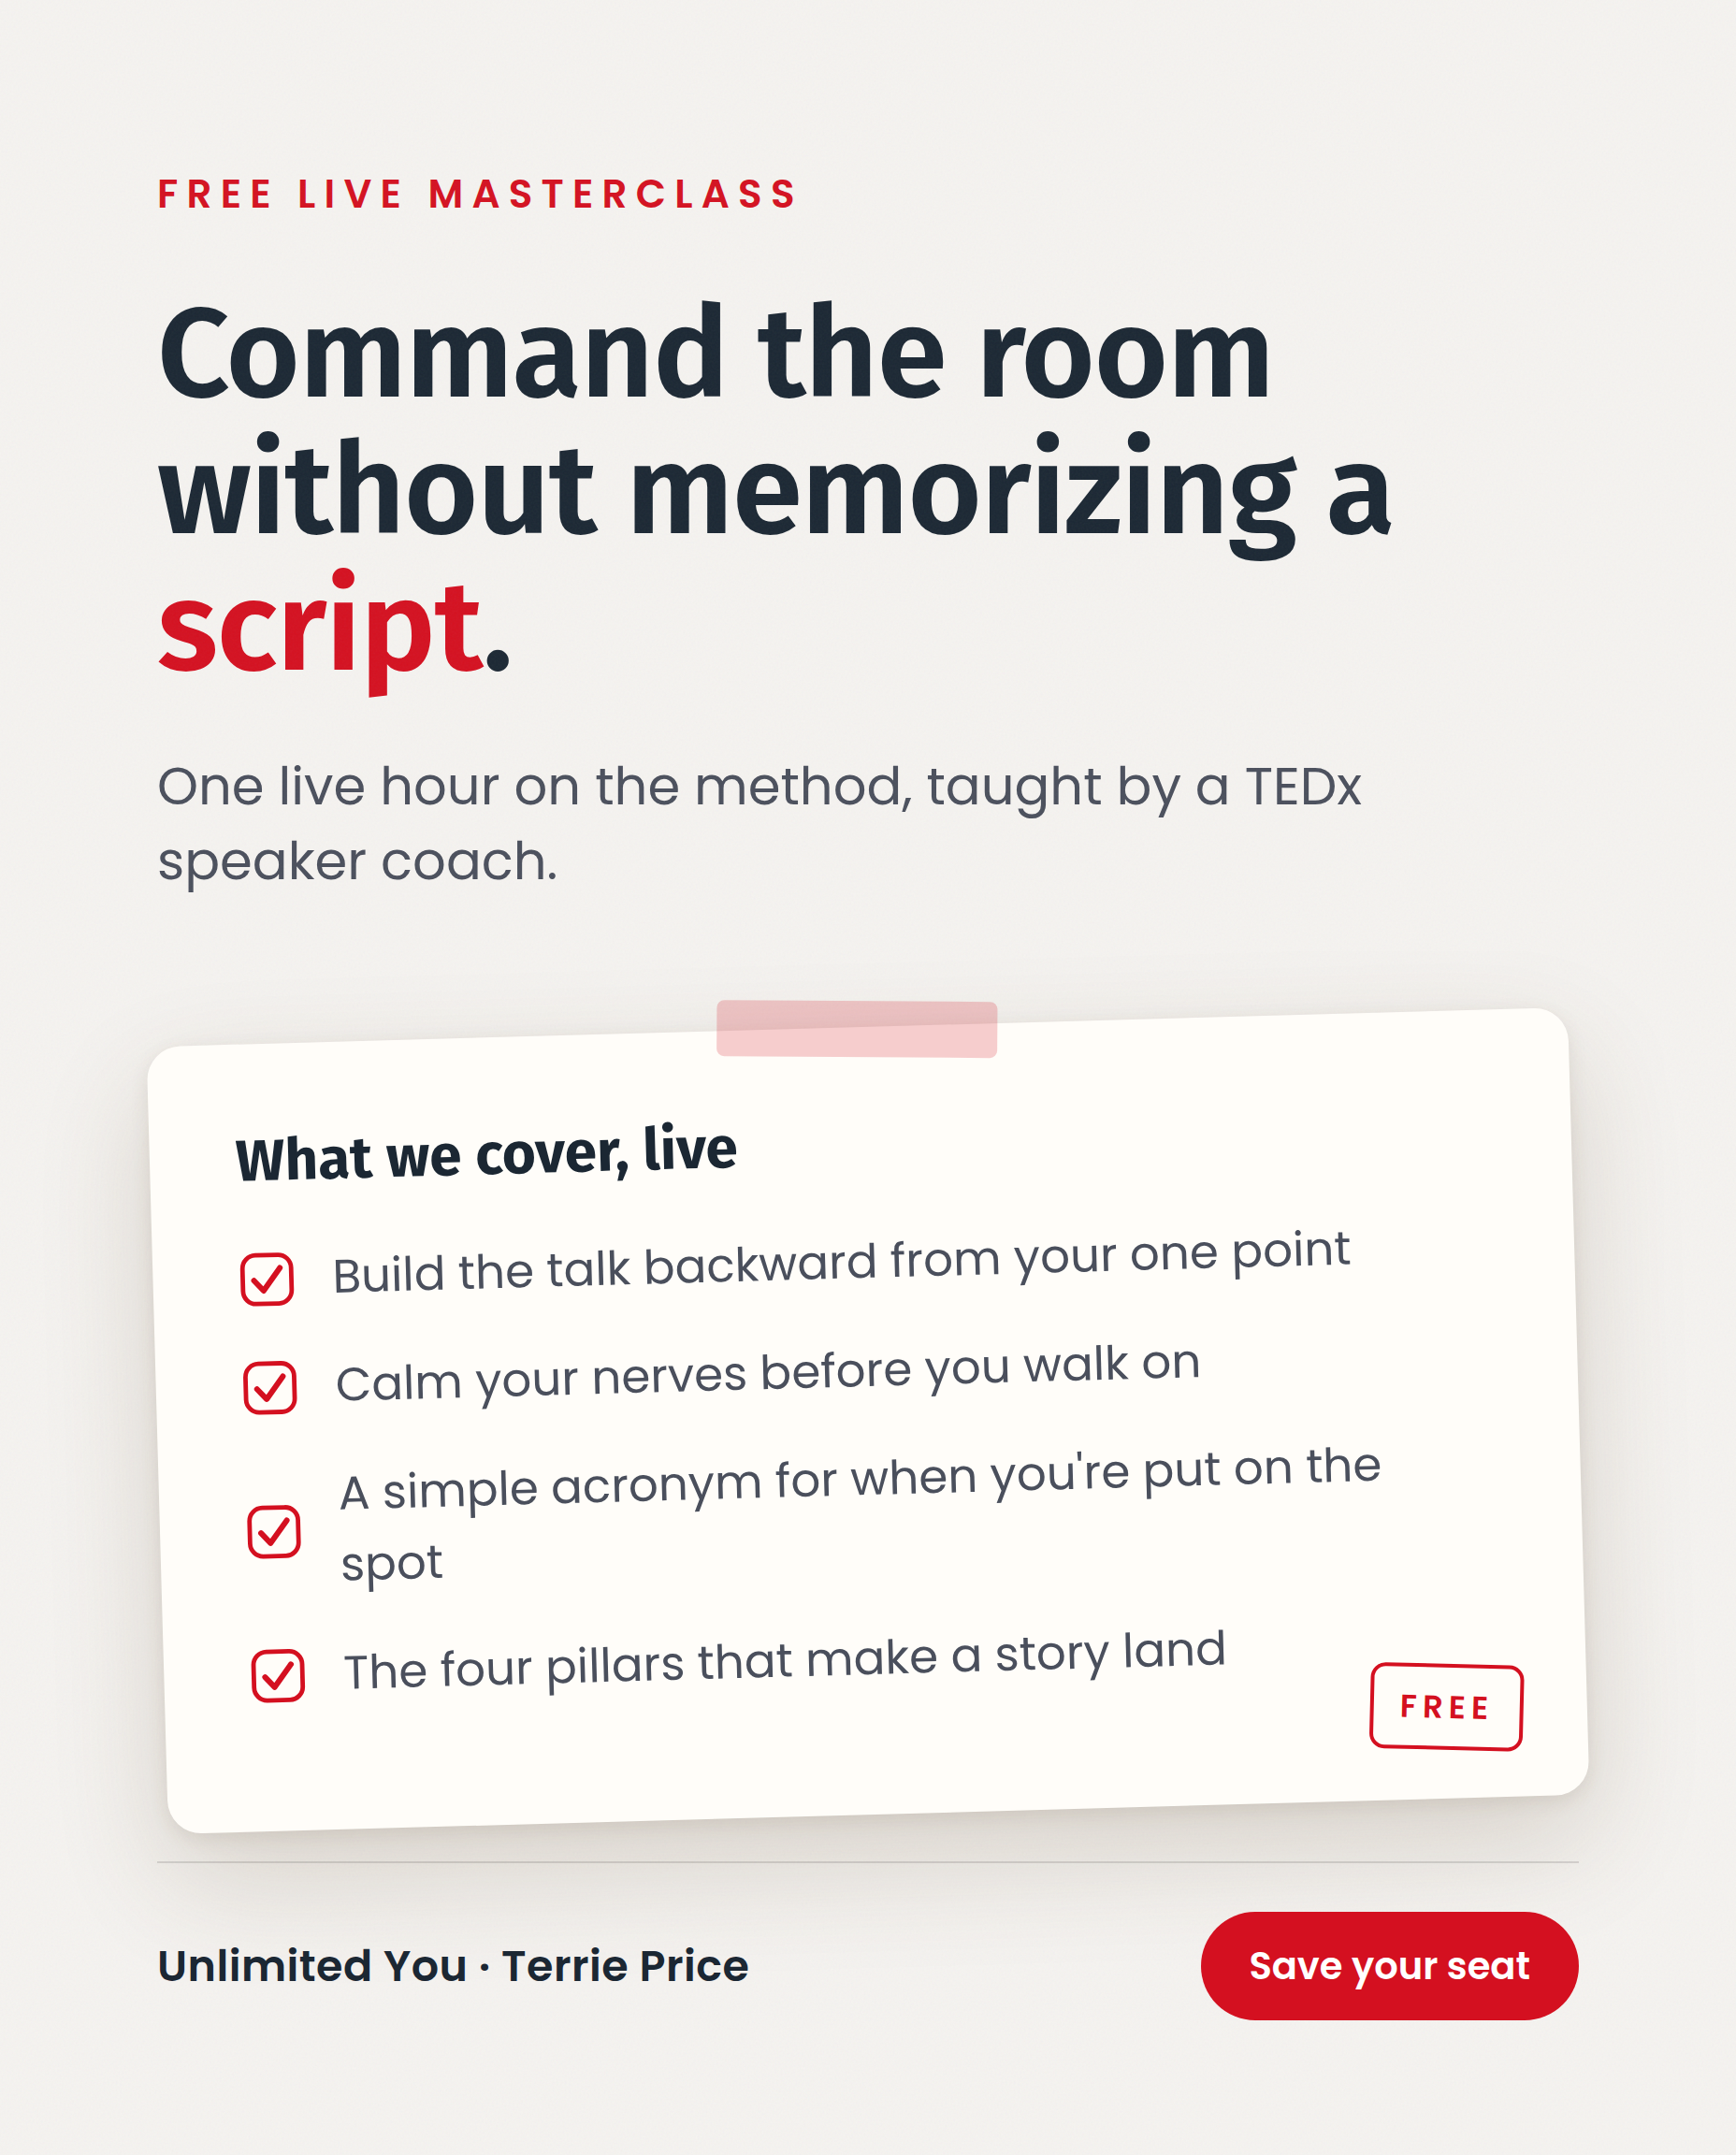 FREE LIVE MASTERCLASS
Command the room
without memorizing a
script.
One live hour on the method, taught by a TEDx
speaker coach.
What we cover, live
Build the talk backward from your one point
Calm your nerves before you walk on
A simple acronym for when you're put on the
spot
The four pillars that make a story land
FREE
Unlimited You · Terrie Price
Save your seat